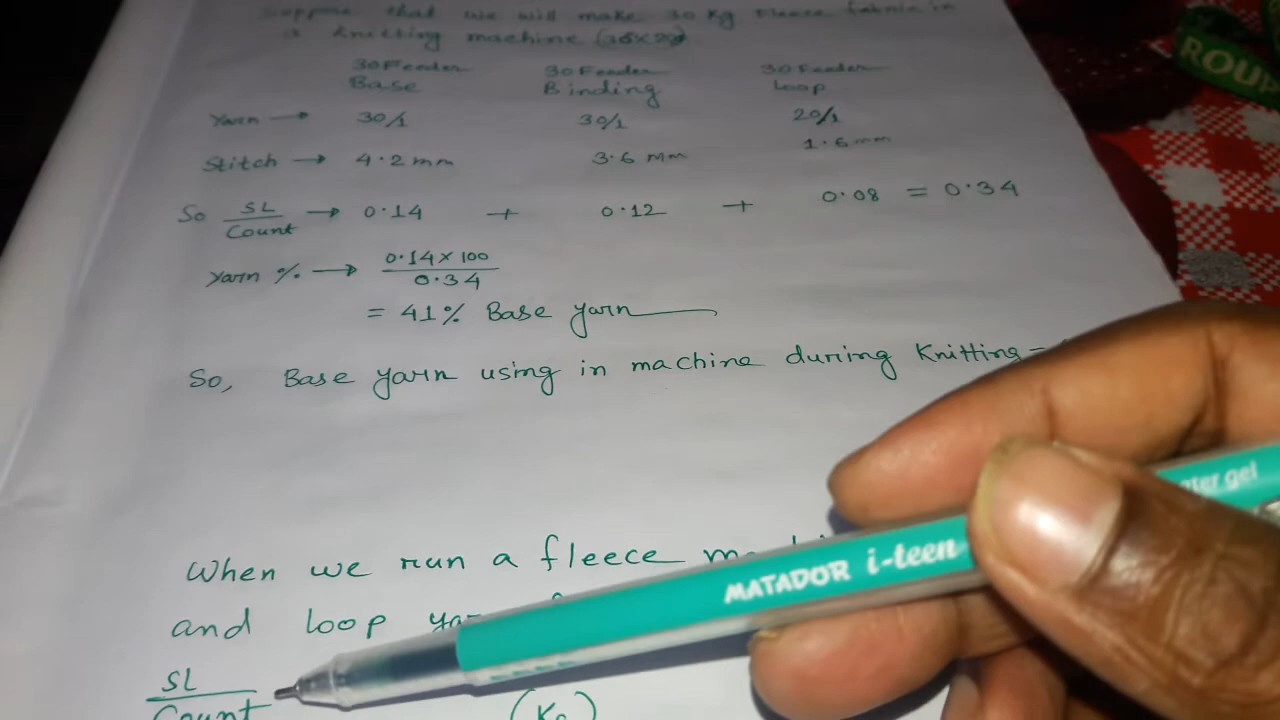 Suppose that we will make 30 Kg Fleece fabric in
a Knitting machine
30 Feeder 30 Feeder 30 Feeder
Base Binding Loop
Yarn → 30/1 30/1 20/1
Stitch → 4.2 mm 3.6 mm 1.6 mm
So SL/Count → 0.14 + 0.12 + 0.08 = 0.34
Yarn % → 0.14 x 100 / 0.34
= 41% Base yarn
So, Base yarn using in machine during Knitting =
When we run a fleece
and loop
SL
Count
MATADOR i-teen
gel
ROUP